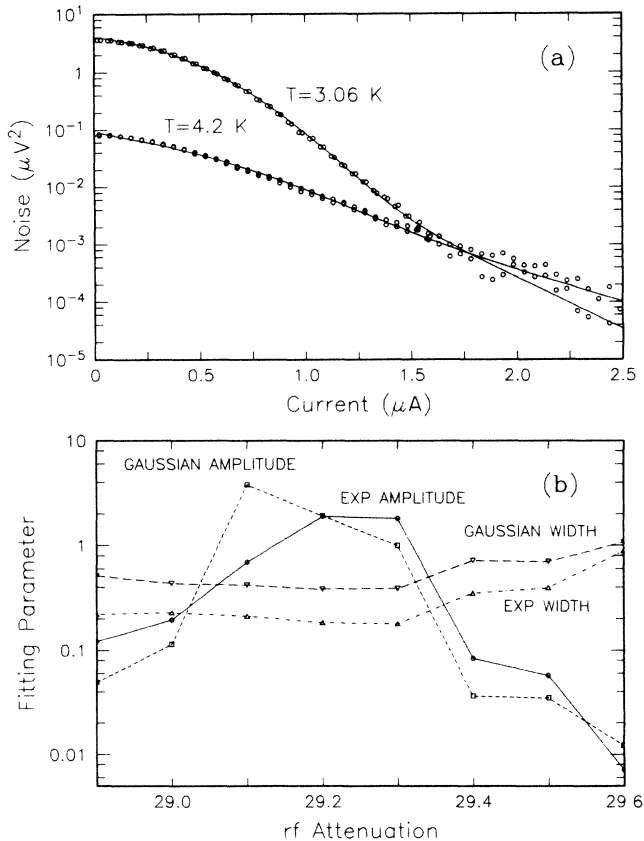 10¹
(a)
1
T=3.06 K
10⁻¹
T=4.2 K
10⁻²
10⁻³
10⁻⁴
10⁻⁵
Noise (μV²)
0 0.5 1.0 1.5 2.0 2.5
Current (μA)
10
GAUSSIAN AMPLITUDE
(b)
EXP AMPLITUDE
GAUSSIAN WIDTH
1
EXP WIDTH
0.1
0.01
Fitting Parameter
29.0 29.2 29.4 29 6
rf Attenuation